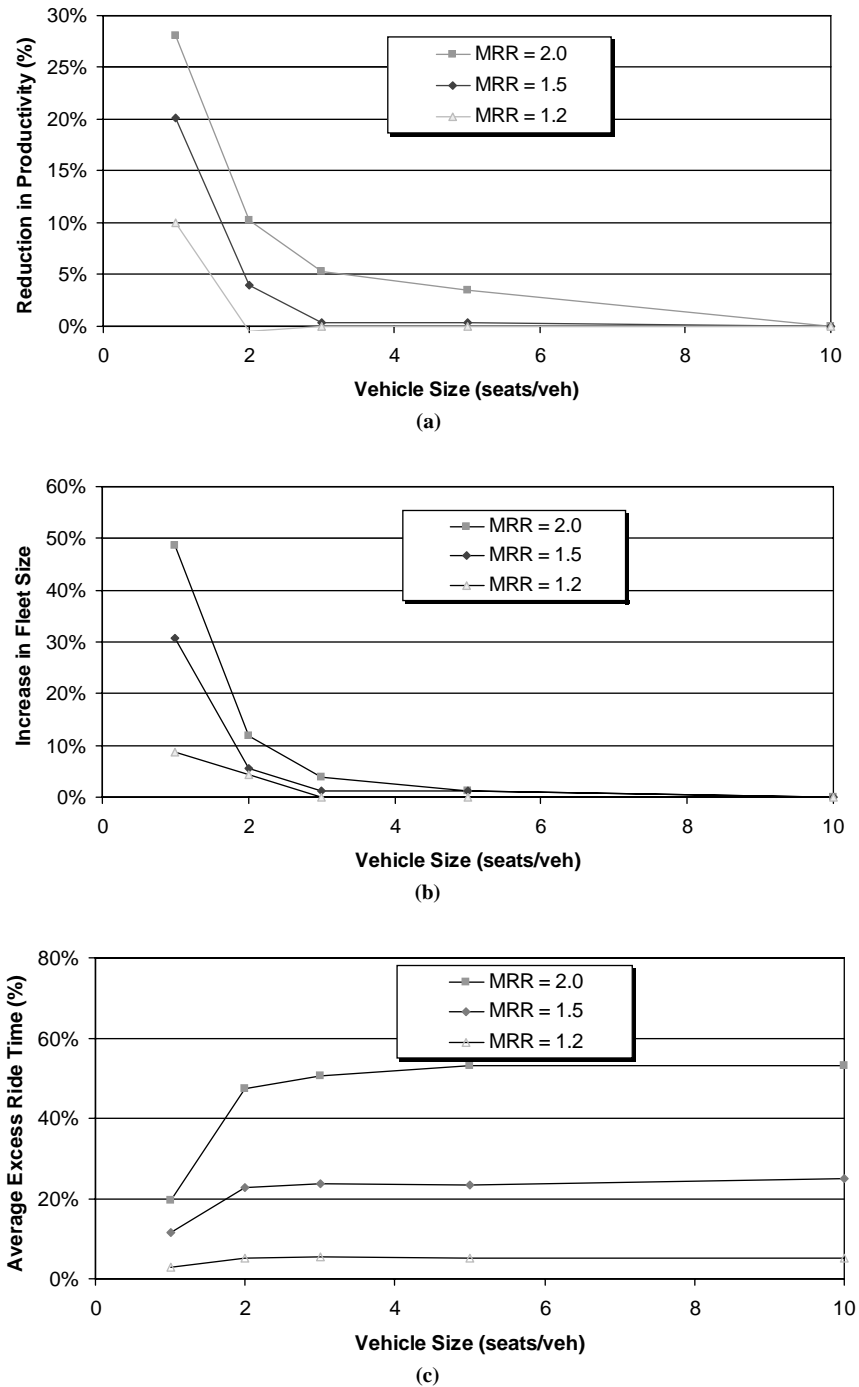 Reduction in Productivity (%)
30%
25%
20%
15%
10%
5%
0%
MRR = 2.0
MRR = 1.5
MRR = 1.2
0 2 4 6 8 10
Vehicle Size (seats/veh)
(a)
Increase in Fleet Size
60%
50%
40%
30%
20%
10%
0%
MRR = 2.0
MRR = 1.5
MRR = 1.2
0 2 4 6 8 10
Vehicle Size (seats/veh)
(b)
Average Excess Ride Time (%)
80%
60%
40%
20%
0%
MRR = 2.0
MRR = 1.5
MRR = 1.2
0 2 4 6 8 10
Vehicle Size (seats/veh)
(c)